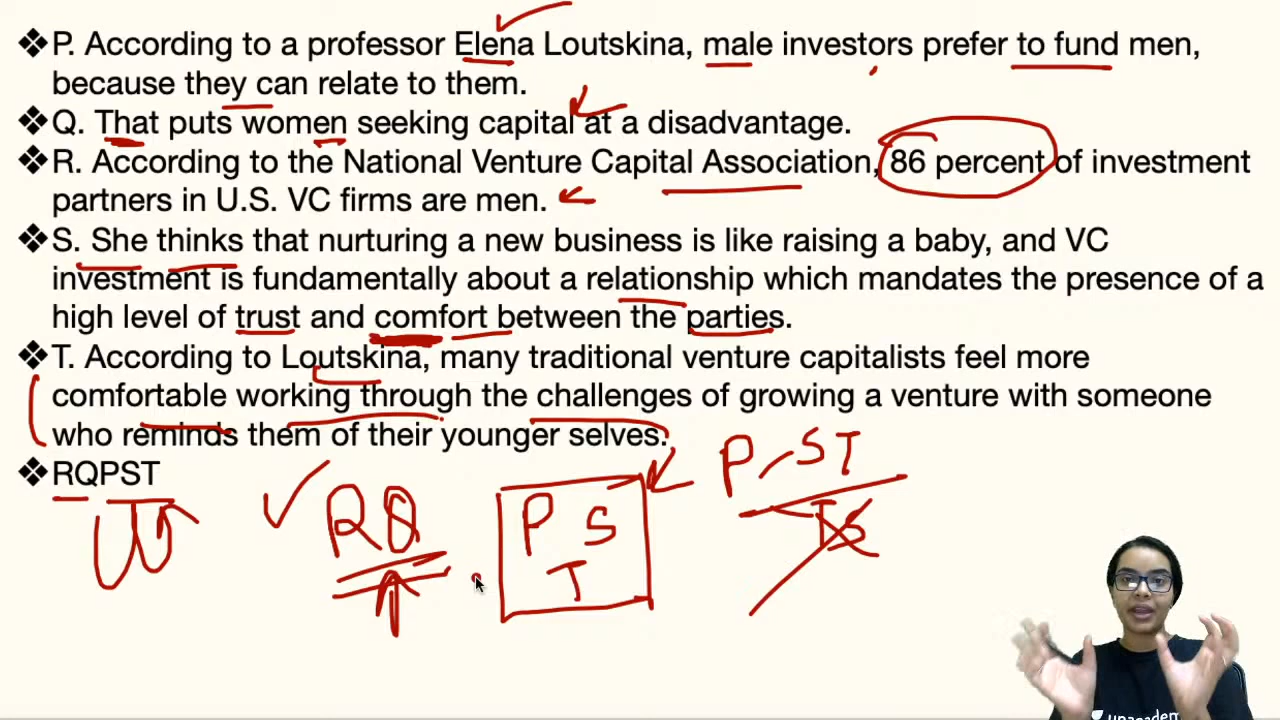 ❖P. According to a professor Elena Loutskina, male investors prefer to fund men,
because they can relate to them.
❖Q. That puts women seeking capital at a disadvantage.
❖R. According to the National Venture Capital Association, 86 percent of investment
partners in U.S. VC firms are men.
❖S. She thinks that nurturing a new business is like raising a baby, and VC
investment is fundamentally about a relationship which mandates the presence of a
high level of trust and comfort between the parties.
❖T. According to Loutskina, many traditional venture capitalists feel more
comfortable working through the challenges of growing a venture with someone
who reminds them of their younger selves.
❖RQPST
RQ
P S
T
P ST
TS